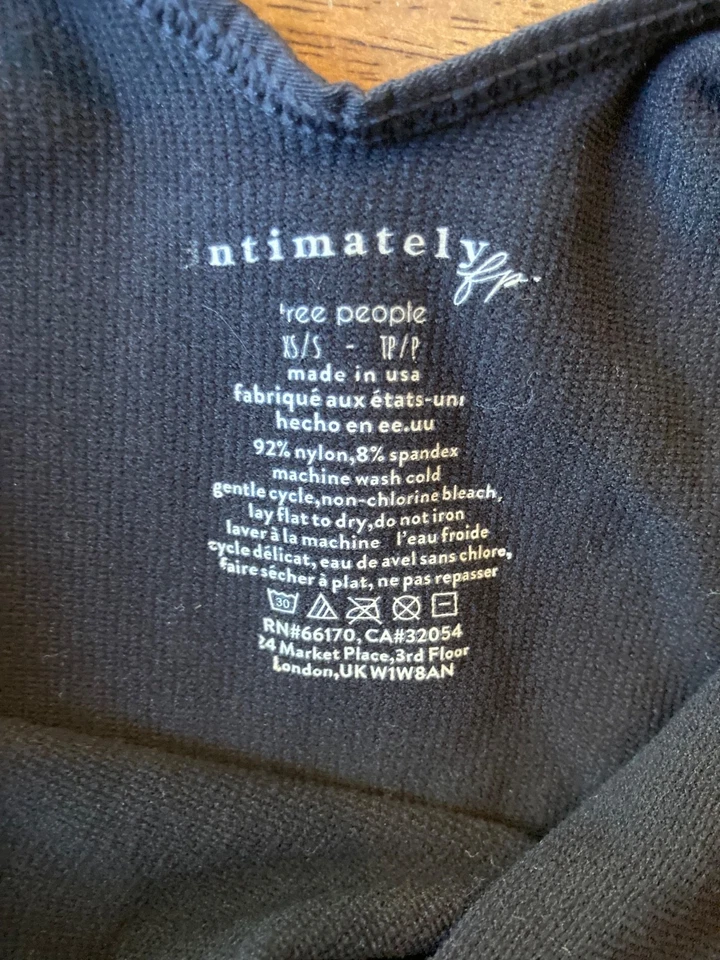 intimately fp.
free people
XS/S - TP/P
made in usa
fabriqué aux états-uni
hecho en ee.uu
92% nylon,8% spandex
machine wash cold
gentle cycle,non-chlorine bleach,
lay flat to dry,do not iron
laver à la machine l'eau froide
cycle délicat, eau de avel sans chlore,
faire sécher à plat, ne pas repasser
30
RN#66170, CA#32054
24 Market Place,3rd Floor
London,UK W1W8AN